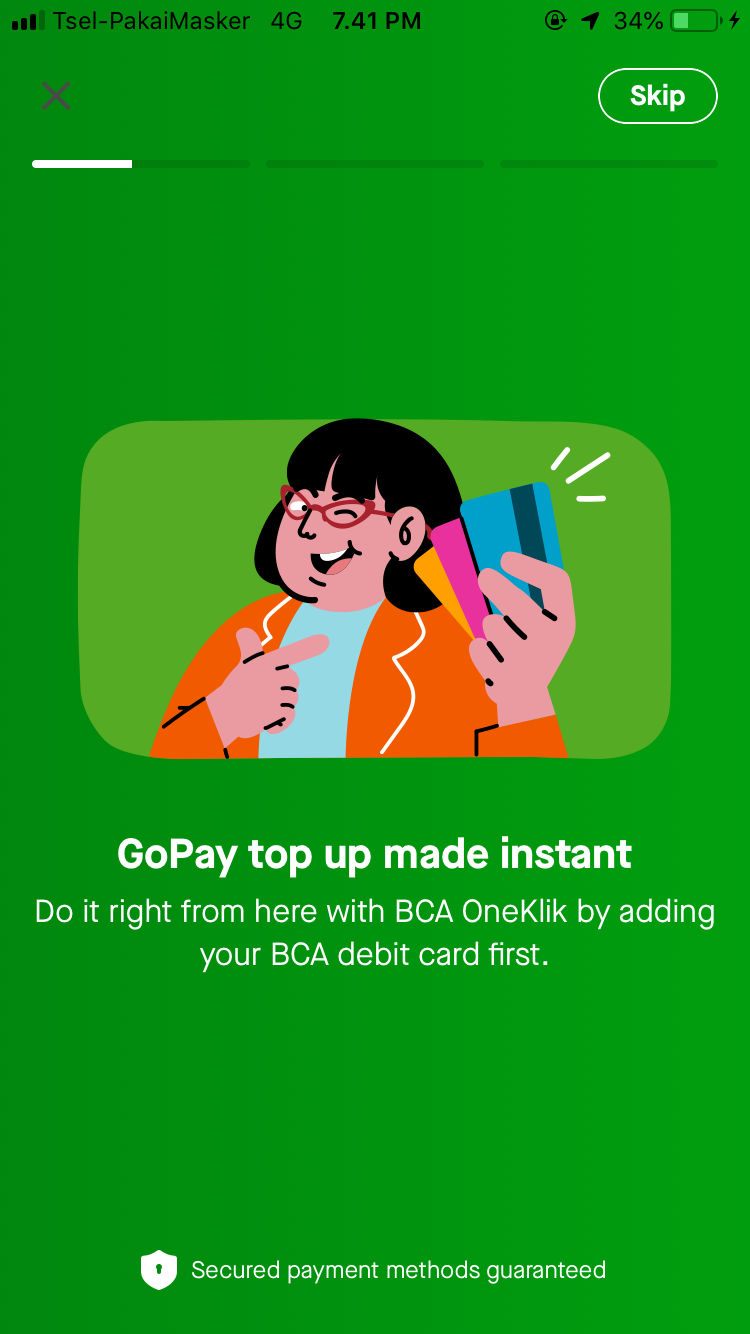 Tsel-PakaiMasker 4G 7.41 PM 34%
Skip
GoPay top up made instant
Do it right from here with BCA OneKlik by adding
your BCA debit card first.
Secured payment methods guaranteed